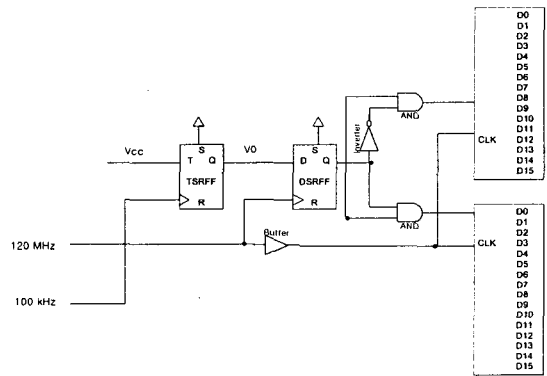 D0
D1
D2
D3
D4
D5
D6
D7
D8
D9
D10
D11
D12
D13
D14
D15
CLK
AND
Inverter
Vcc
T
S
Q
TSRFF
R
V0
D
S
Q
DSRFF
R
AND
Buffer
120 MHz
100 kHz
D0
D1
D2
D3
D4
D5
D6
D7
D8
D9
D10
D11
D12
D13
D14
D15
CLK